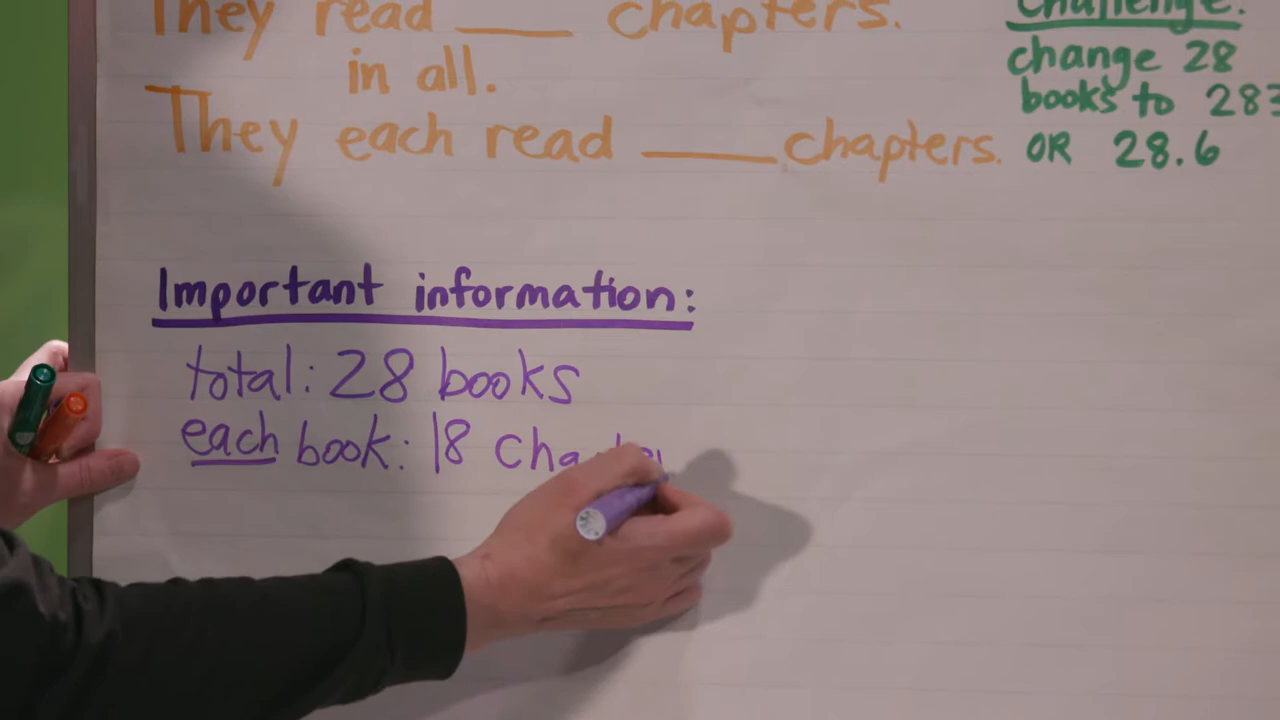 They read ____ chapters.
in all.
They each read ____ chapters.
Challenge:
change 28
books to 283
OR 28.6
Important information:
total: 28 books
each book: 18